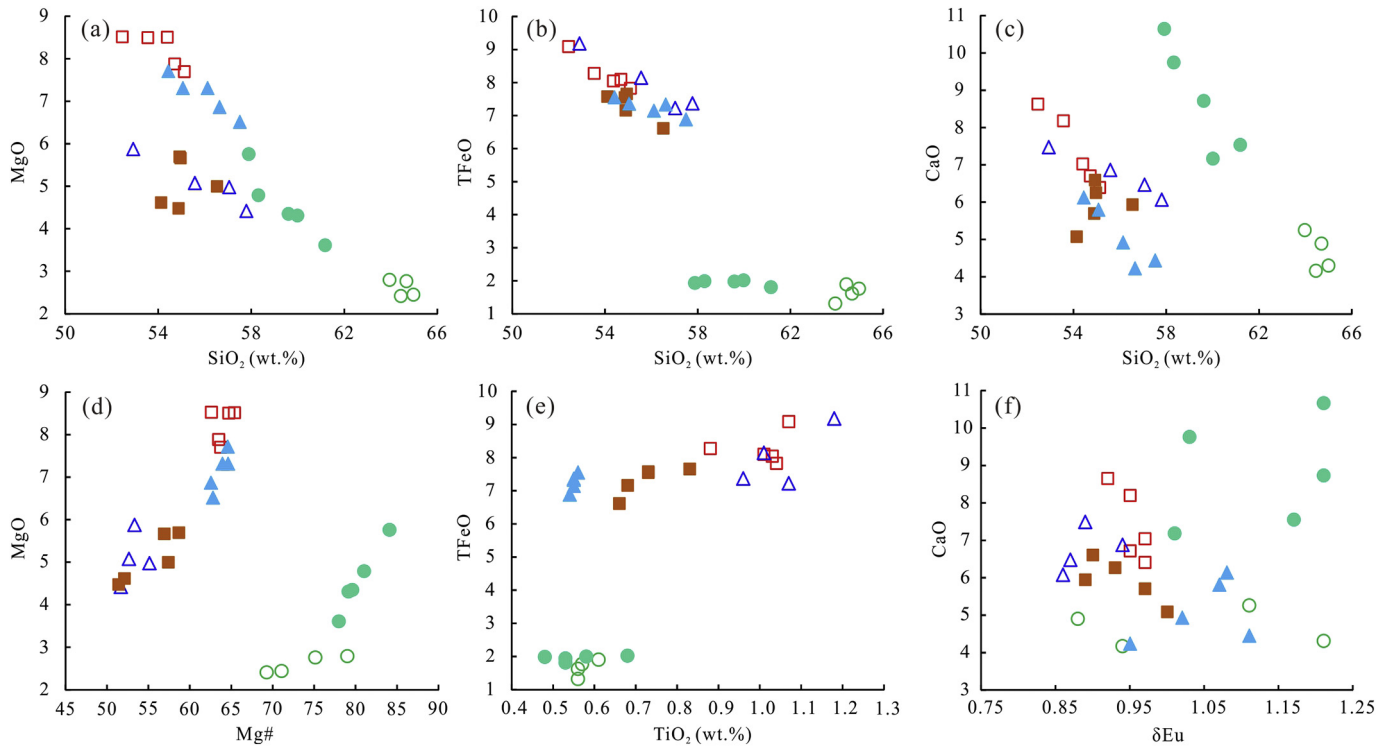 (a)
MgO
9
8
7
6
5
4
3
2
50 54 58 62 66
SiO₂ (wt.%)
(b)
TFeO
10
9
8
7
6
5
4
3
2
1
50 54 58 62 66
SiO₂ (wt.%)
(c)
CaO
11
10
9
8
7
6
5
4
3
50 54 58 62 66
SiO₂ (wt.%)
(d)
MgO
9
8
7
6
5
4
3
2
45 50 55 60 65 70 75 80 85 90
Mg#
(e)
TFeO
10
9
8
7
6
5
4
3
2
1
0.4 0.5 0.6 0.7 0.8 0.9 1.0 1.1 1.2 1.3
TiO₂ (wt.%)
(f)
CaO
11
10
9
8
7
6
5
4
3
0.75 0.85 0.95 1.05 1.15 1.25
δEu